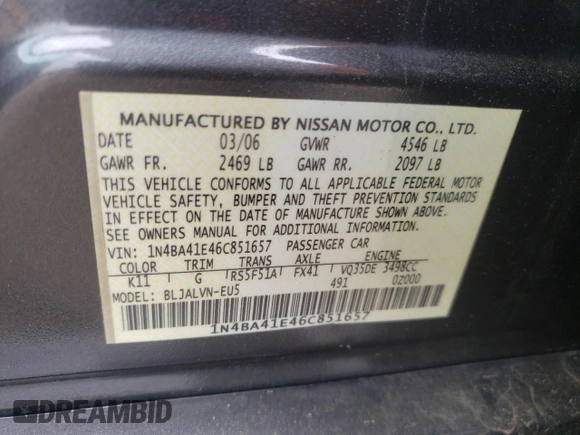 MANUFACTURED BY NISSAN MOTOR CO., LTD.
DATE 03/06 GVWR 4546 LB
GAWR FR. 2469 LB GAWR RR. 2097 LB
THIS VEHICLE CONFORMS TO ALL APPLICABLE FEDERAL MOTOR
VEHICLE SAFETY, BUMPER AND THEFT PREVENTION STANDARDS
IN EFFECT ON THE DATE OF MANUFACTURE SHOWN ABOVE.
SEE OWNERS MANUAL FOR ADDITIONAL INFORMATION.
VIN: 1N4BA41E46C851657 PASSENGER CAR
COLOR TRIM TRANS AXLE ENGINE
K11 G RS5F51A FX41 VQ35DE 3498CC
MODEL: BLJALVN-EU5 491 0Z000
1N4BA41E46C851657
DREAMBID